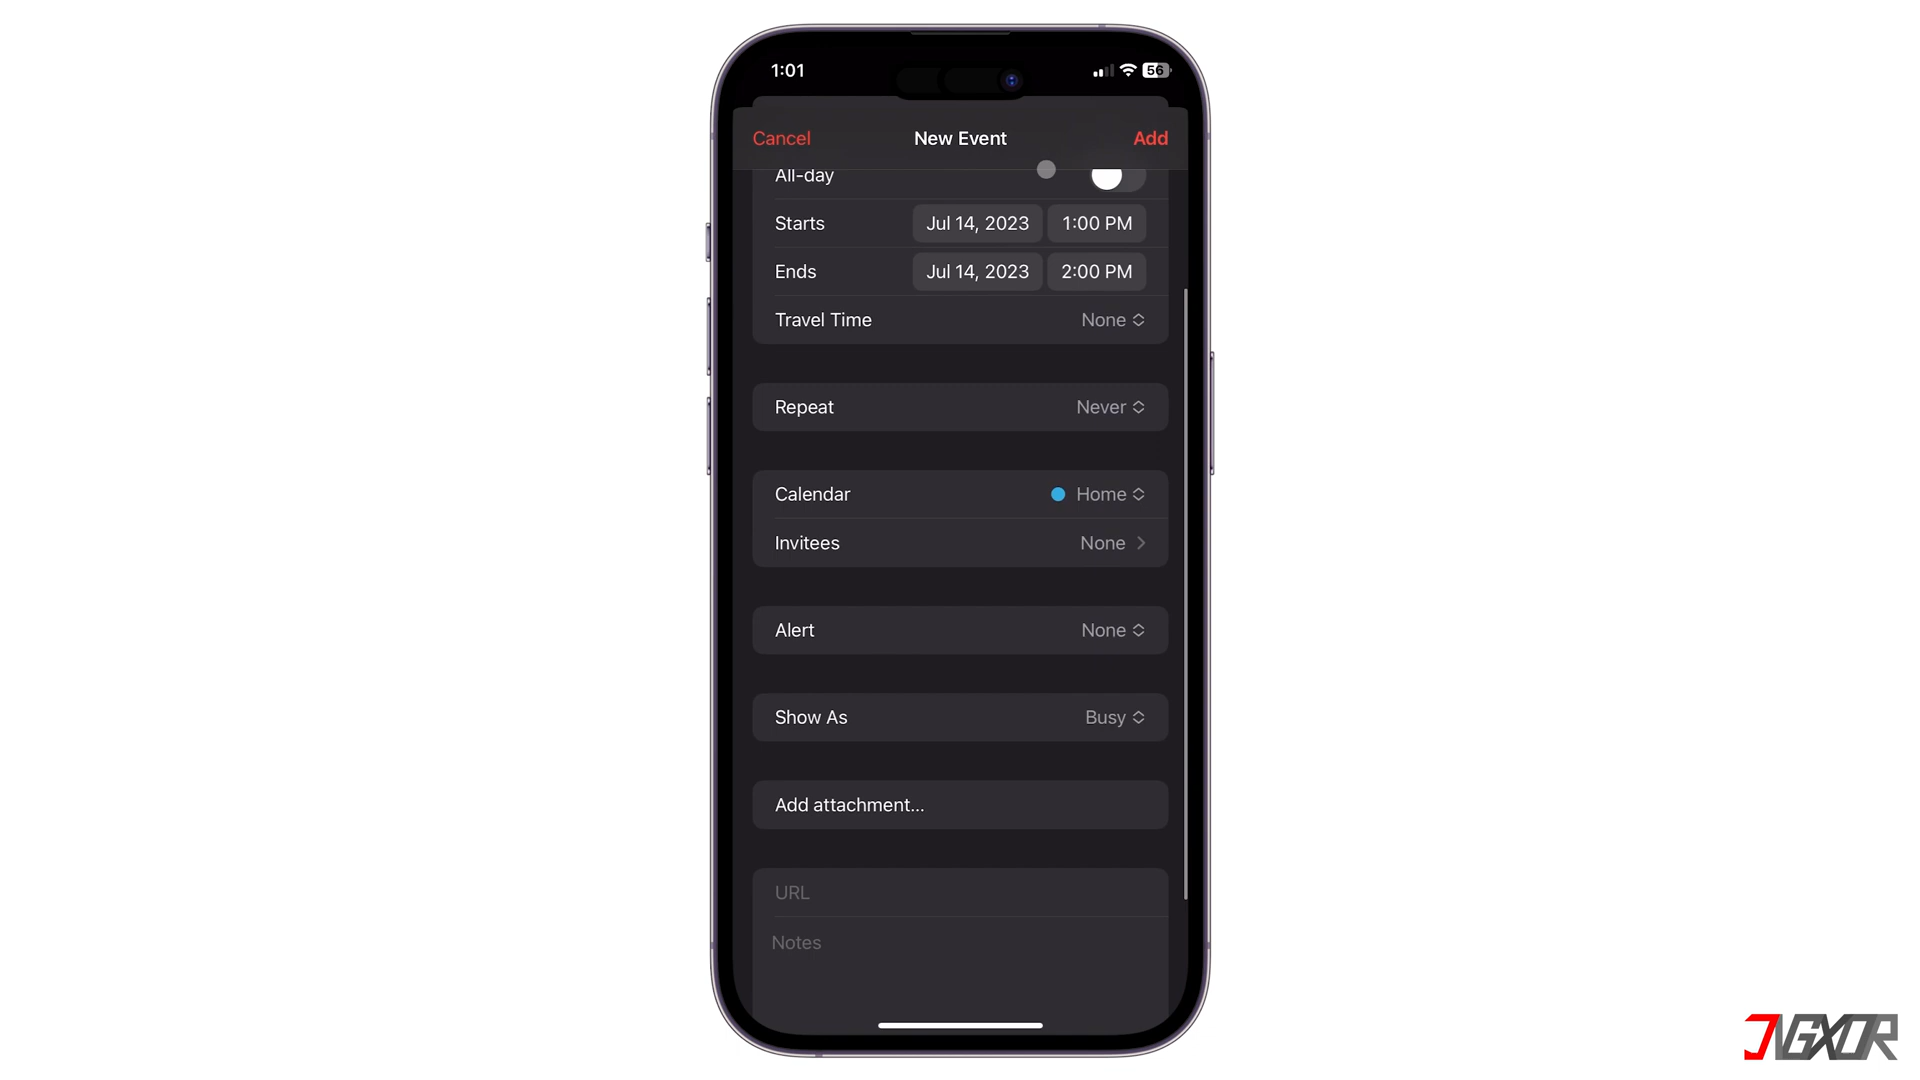 1:01
56
Cancel
New Event
Add
All-day
Starts
Jul 14, 2023
1:00 PM
Ends
Jul 14, 2023
2:00 PM
Travel Time
None
Repeat
Never
Calendar
Home
Invitees
None
Alert
None
Show As
Busy
Add attachment...
URL
Notes
JVGXOR